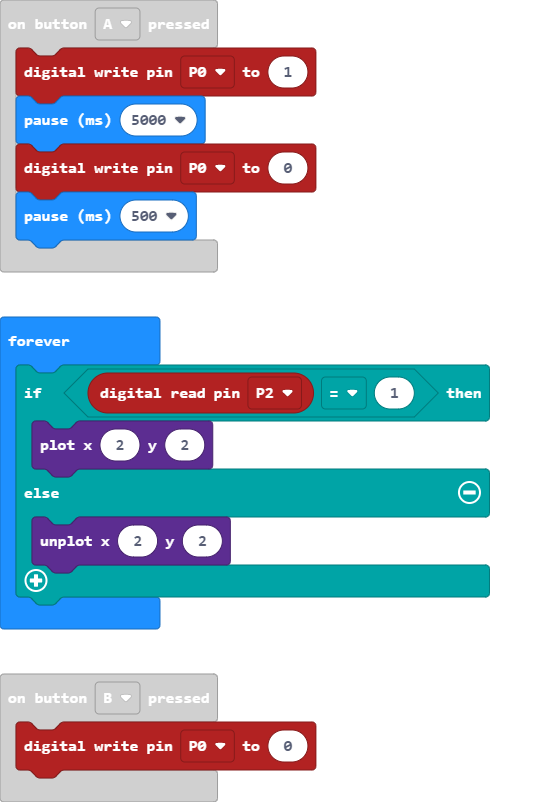 on button A pressed
digital write pin P0 to 1
pause (ms) 5000
digital write pin P0 to 0
pause (ms) 500
forever
if digital read pin P2 = 1 then
plot x 2 y 2
else
unplot x 2 y 2
on button B pressed
digital write pin P0 to 0